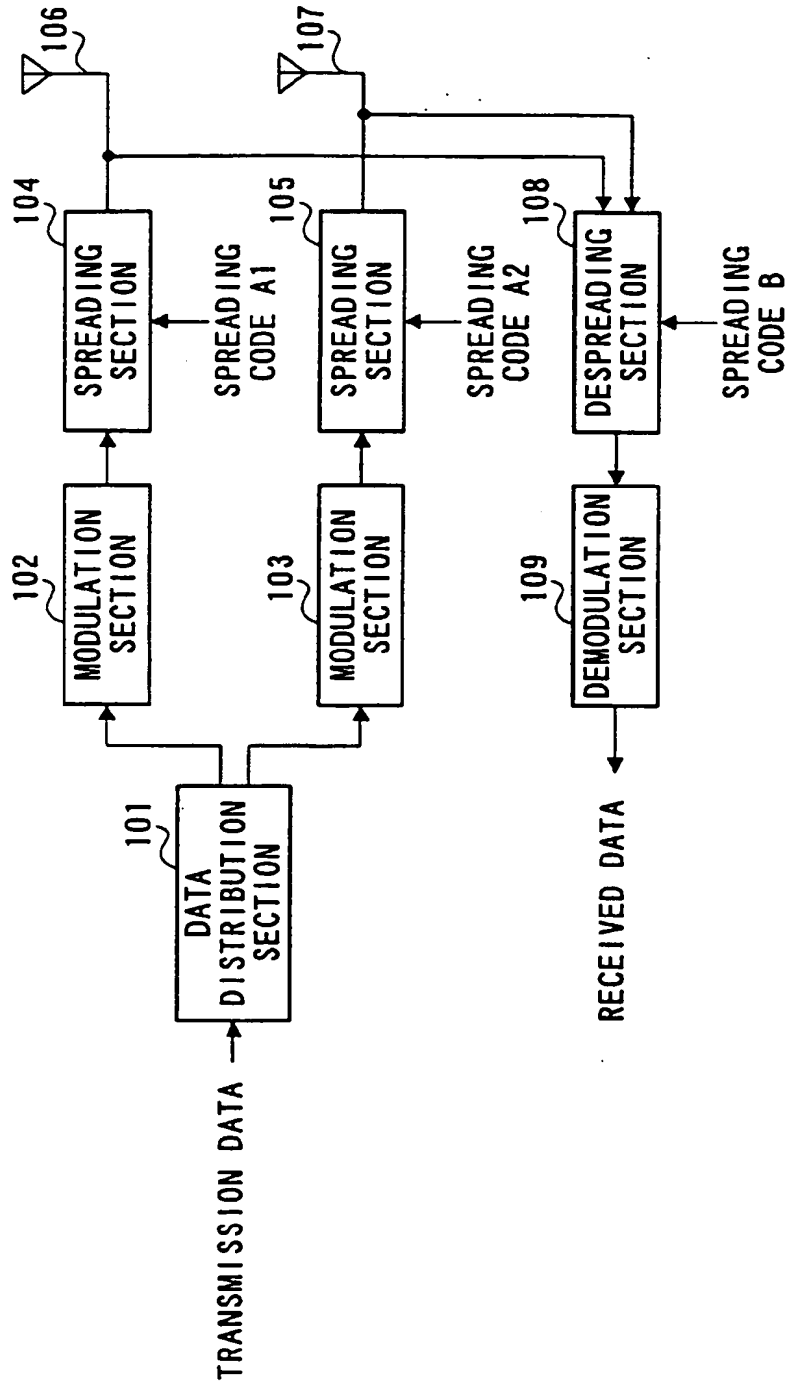 TRANSMISSION DATA
101
DATA
DISTRIBUTION
SECTION
102
MODULATION
SECTION
104
SPREADING
SECTION
SPREADING
CODE A1
106
103
MODULATION
SECTION
105
SPREADING
SECTION
SPREADING
CODE A2
107
RECEIVED DATA
109
DEMODULATION
SECTION
108
DESPREADING
SECTION
SPREADING
CODE B